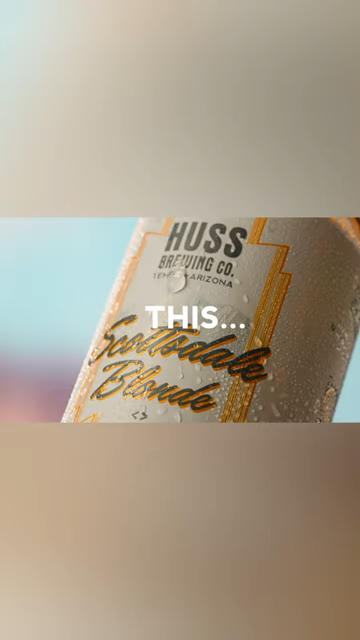 HUSS
BREWING CO.
TEMPE • ARIZONA
THIS...
Scottsdale
Blonde